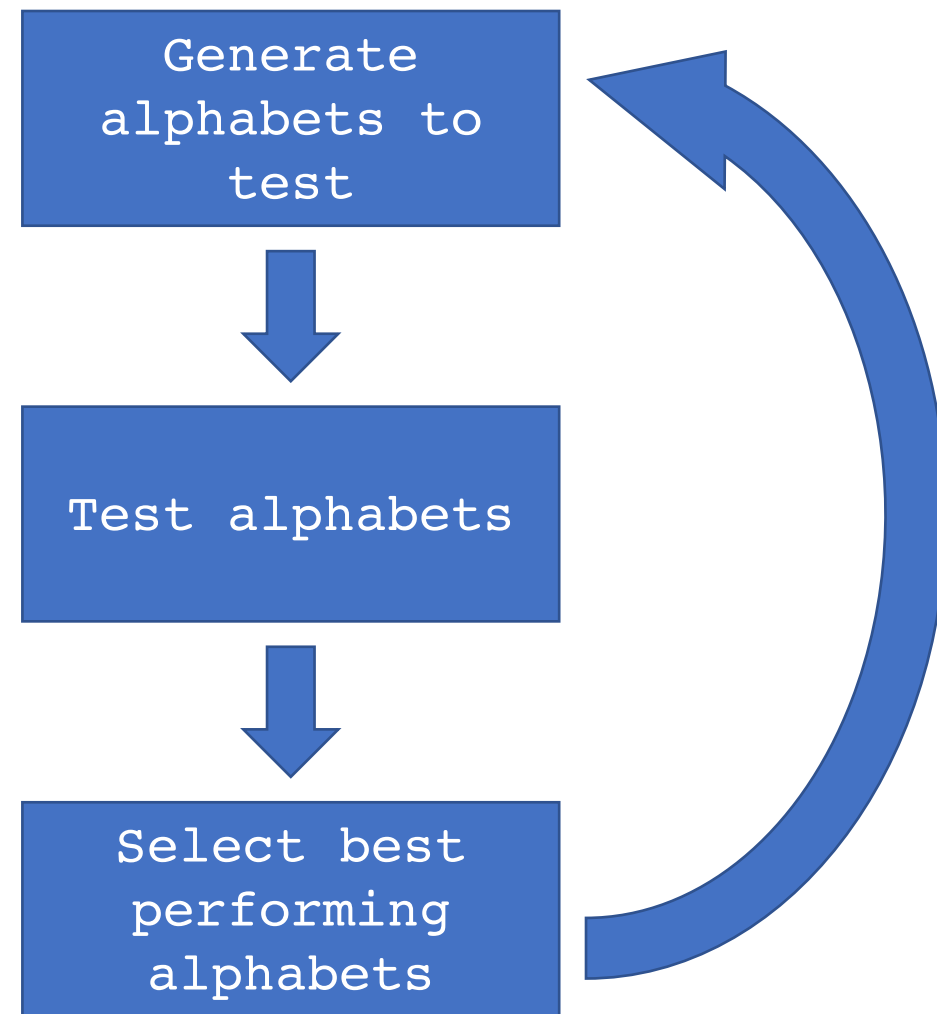 Generate
alphabets to
test
Test alphabets
Select best
performing
alphabets